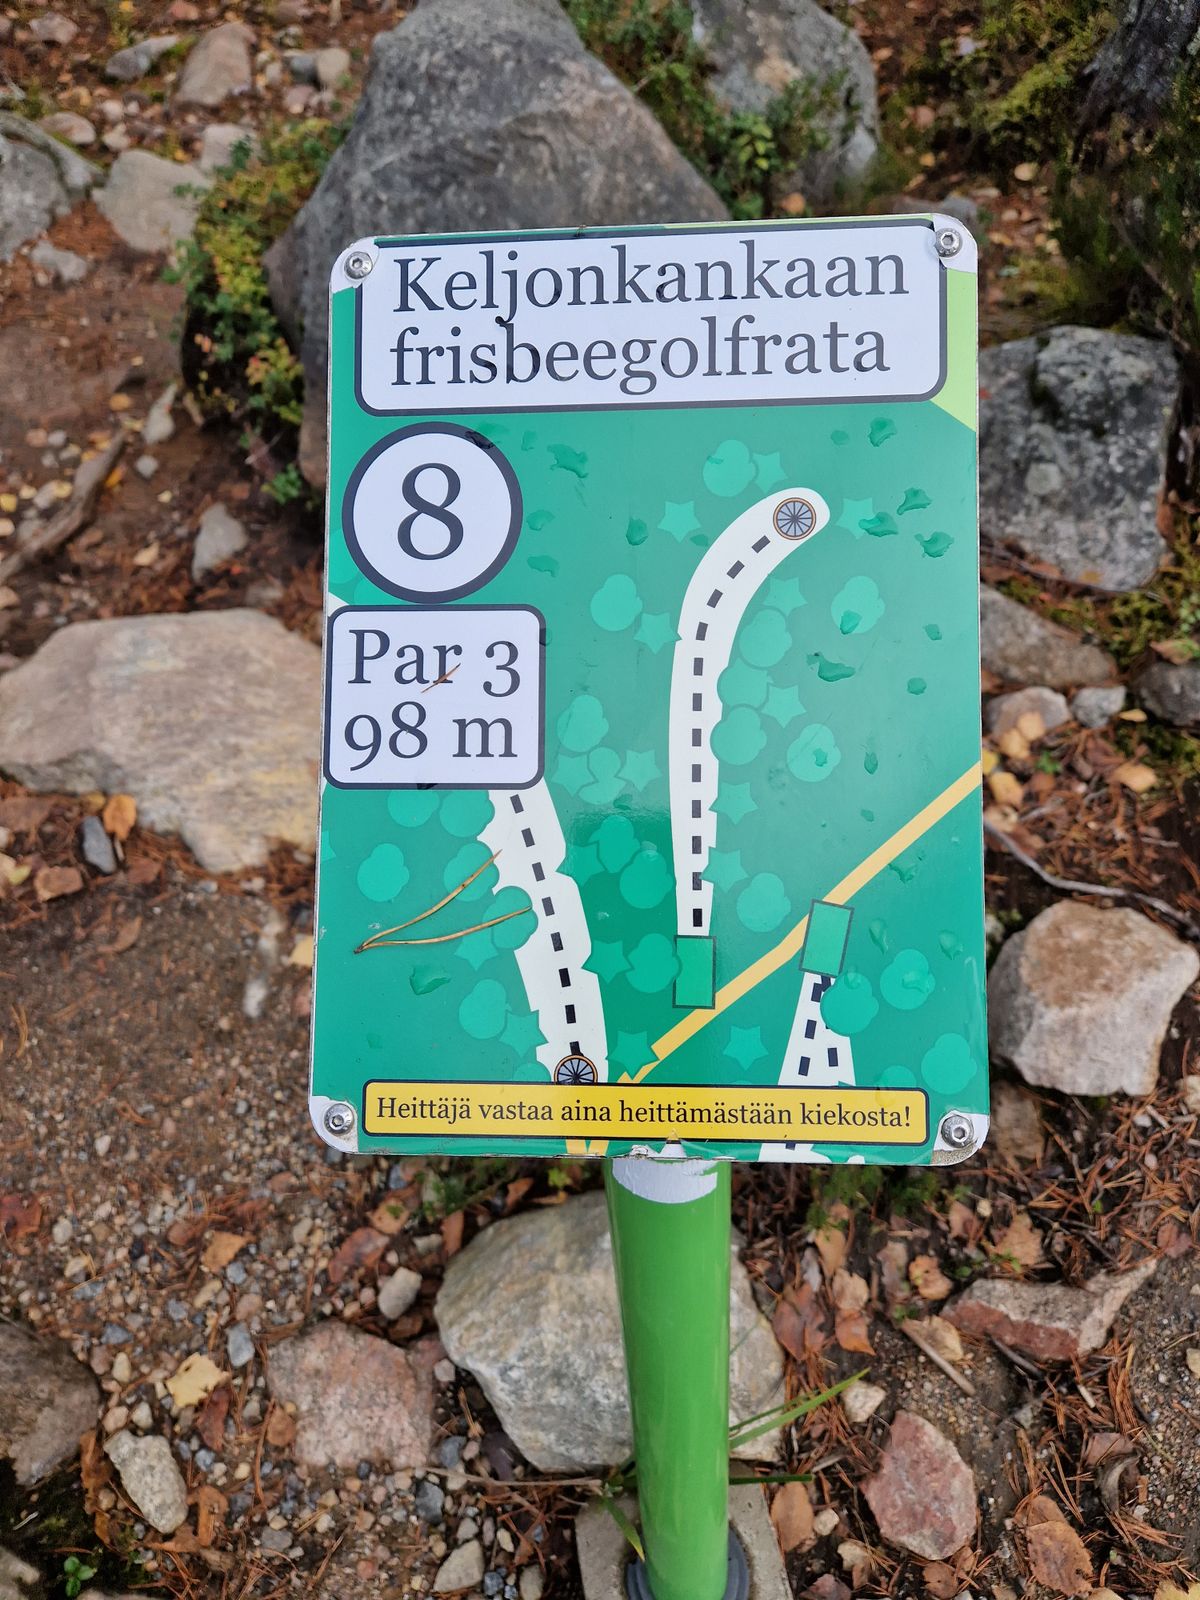 Keljonkankaan
frisbeegolfrata
8
Par 3
98 m
Heittäjä vastaa aina heittämästään kiekosta!